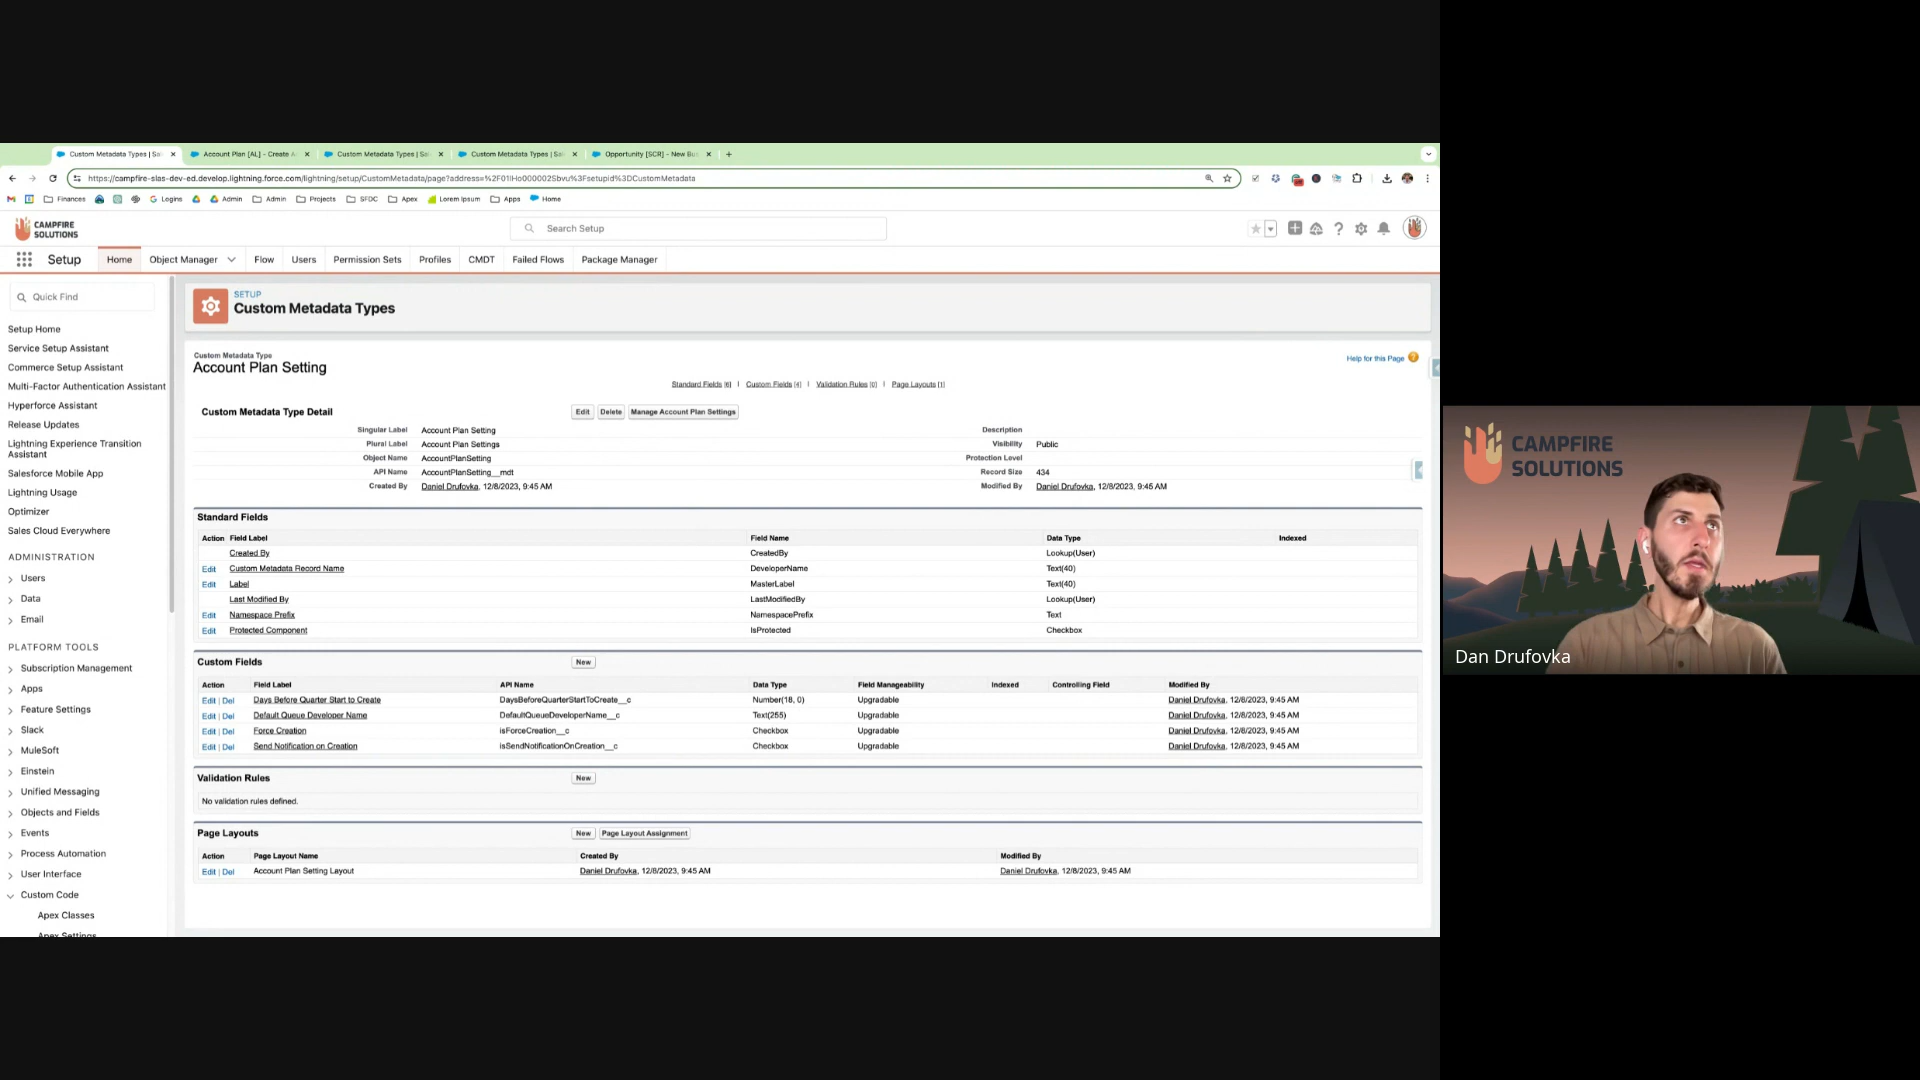 Custom Metadata Types | Sa
Account Plan [AL] - Create A
Custom Metadata Types | Sa
Custom Metadata Types | Sa
Opportunity [SCR] - New Bu
https://campfire-slas-dev-ed.develop.lightning.force.com/lightning/setup/CustomMetadata/page?address=%2F01IHo000002Sbvu%3Fsetupid%3DCustomMetadata
Finances Logins Admin Admin Projects SFDC Apex Lorem Ipsum Apps Home
CAMPFIRE
SOLUTIONS
Search Setup
Setup Home Object Manager Flow Users Permission Sets Profiles CMDT Failed Flows Package Manager
Quick Find
Setup Home
Service Setup Assistant
Commerce Setup Assistant
Multi-Factor Authentication Assistant
Hyperforce Assistant
Release Updates
Lightning Experience Transition
Assistant
Salesforce Mobile App
Lightning Usage
Optimizer
Sales Cloud Everywhere
ADMINISTRATION
Users
Data
Email
PLATFORM TOOLS
Subscription Management
Apps
Feature Settings
Slack
MuleSoft
Einstein
Unified Messaging
Objects and Fields
Events
Process Automation
User Interface
Custom Code
Apex Classes
Apex Settings
SETUP
Custom Metadata Types
Custom Metadata Type
Account Plan Setting
Help for this Page
Standard Fields [6] | Custom Fields [4] | Validation Rules [0] | Page Layouts [1]
Custom Metadata Type Detail Edit Delete Manage Account Plan Settings
Singular Label Account Plan Setting Description
Plural Label Account Plan Settings Visibility Public
Object Name AccountPlanSetting Protection Level
API Name AccountPlanSetting__mdt Record Size 434
Created By Daniel Drufovka, 12/8/2023, 9:45 AM Modified By Daniel Drufovka, 12/8/2023, 9:45 AM
Standard Fields
Action Field Label Field Name Data Type Indexed
Created By CreatedBy Lookup(User)
Edit Custom Metadata Record Name DeveloperName Text(40)
Edit Label MasterLabel Text(40)
Last Modified By LastModifiedBy Lookup(User)
Edit Namespace Prefix NamespacePrefix Text
Edit Protected Component IsProtected Checkbox
Custom Fields New
Action Field Label API Name Data Type Field Manageability Indexed Controlling Field Modified By
Edit | Del Days Before Quarter Start to Create DaysBeforeQuarterStartToCreate__c Number(18, 0) Upgradable Daniel Drufovka, 12/8/2023, 9:45 AM
Edit | Del Default Queue Developer Name DefaultQueueDeveloperName__c Text(255) Upgradable Daniel Drufovka, 12/8/2023, 9:45 AM
Edit | Del Force Creation isForceCreation__c Checkbox Upgradable Daniel Drufovka, 12/8/2023, 9:45 AM
Edit | Del Send Notification on Creation isSendNotificationOnCreation__c Checkbox Upgradable Daniel Drufovka, 12/8/2023, 9:45 AM
Validation Rules New
No validation rules defined.
Page Layouts New Page Layout Assignment
Action Page Layout Name Created By Modified By
Edit | Del Account Plan Setting Layout Daniel Drufovka, 12/8/2023, 9:45 AM Daniel Drufovka, 12/8/2023, 9:45 AM
CAMPFIRE
SOLUTIONS
Dan Drufovka